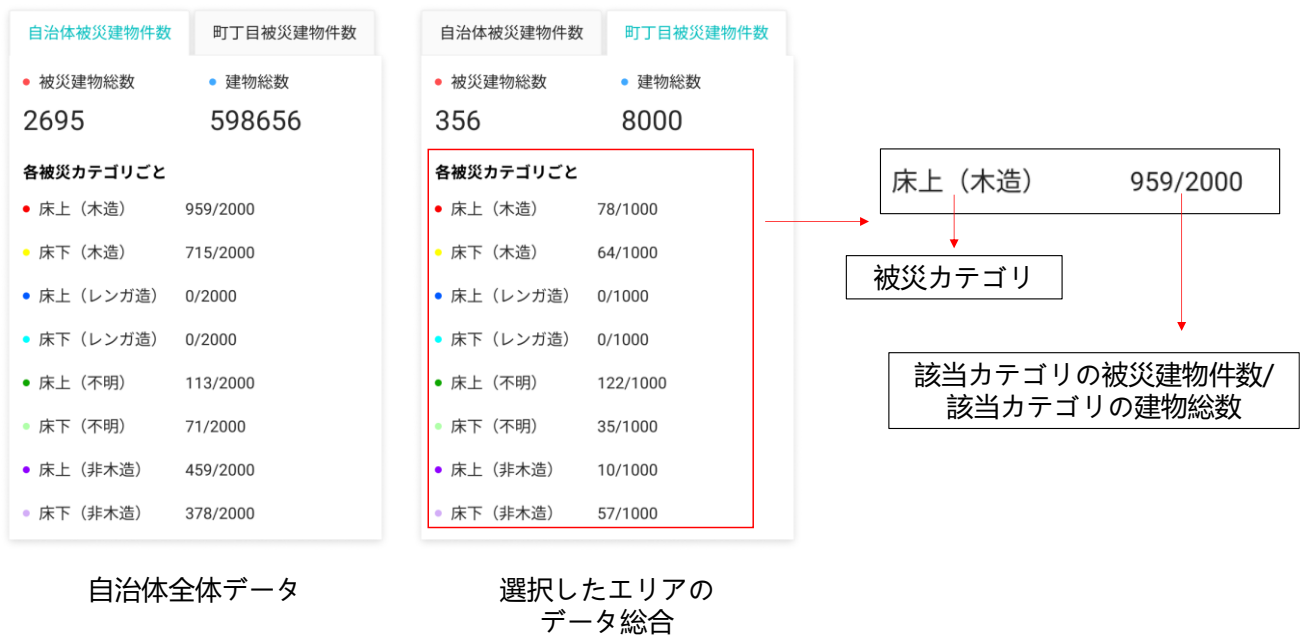 自治体被災建物件数 町丁目被災建物件数
被災建物総数 建物総数
2695 598656
各被災カテゴリごと
床上（木造） 959/2000
床下（木造） 715/2000
床上（レンガ造） 0/2000
床下（レンガ造） 0/2000
床上（不明） 113/2000
床下（不明） 71/2000
床上（非木造） 459/2000
床下（非木造） 378/2000
自治体全体データ
自治体被災建物件数 町丁目被災建物件数
被災建物総数 建物総数
356 8000
各被災カテゴリごと
床上（木造） 78/1000
床下（木造） 64/1000
床上（レンガ造） 0/1000
床下（レンガ造） 0/1000
床上（不明） 122/1000
床下（不明） 35/1000
床上（非木造） 10/1000
床下（非木造） 57/1000
選択したエリアの
データ総合
床上（木造） 959/2000
被災カテゴリ
該当カテゴリの被災建物件数/
該当カテゴリの建物総数